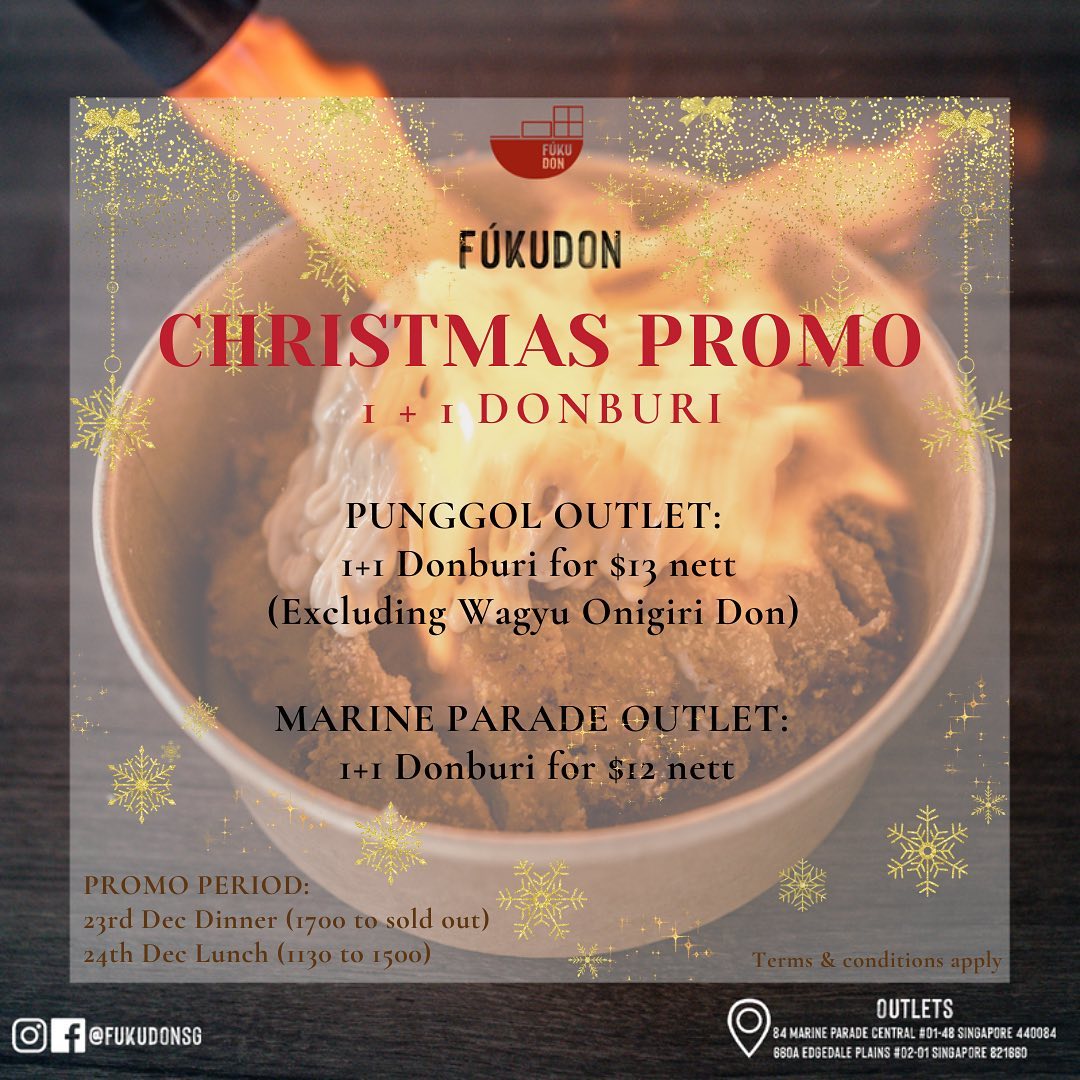 FÚKU
DON
FÚKUDON
CHRISTMAS PROMO
1 + 1 DONBURI
PUNGGOL OUTLET:
1+1 Donburi for $13 nett
(Excluding Wagyu Onigiri Don)
MARINE PARADE OUTLET:
1+1 Donburi for $12 nett
PROMO PERIOD:
23rd Dec Dinner (1700 to sold out)
24th Dec Lunch (1130 to 1500)
Terms & conditions apply
@FUKUDONSG
OUTLETS
84 MARINE PARADE CENTRAL #01-48 SINGAPORE 440084
660A EDGEDALE PLAINS #02-01 SINGAPORE 821660